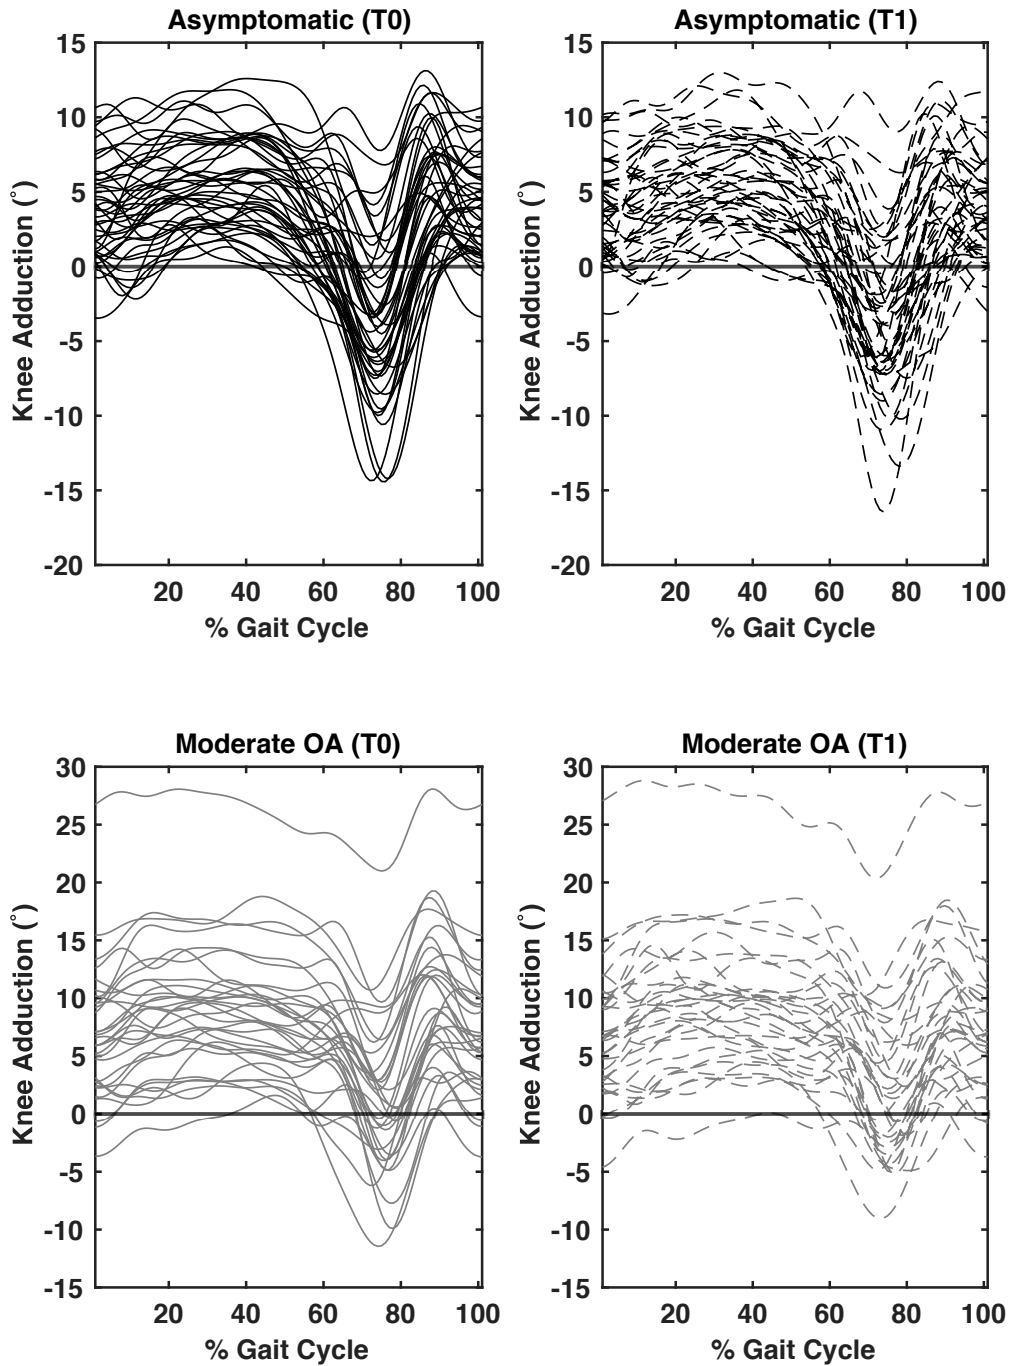 Asymptomatic (T0)
15
10
5
0
-5
-10
-15
-20
Knee Adduction (°)
20 40 60 80 100
% Gait Cycle
Asymptomatic (T1)
15
10
5
0
-5
-10
-15
-20
Knee Adduction (°)
20 40 60 80 100
% Gait Cycle
Moderate OA (T0)
30
25
20
15
10
5
0
-5
-10
-15
Knee Adduction (°)
20 40 60 80 100
% Gait Cycle
Moderate OA (T1)
30
25
20
15
10
5
0
-5
-10
-15
Knee Adduction (°)
20 40 60 80 100
% Gait Cycle